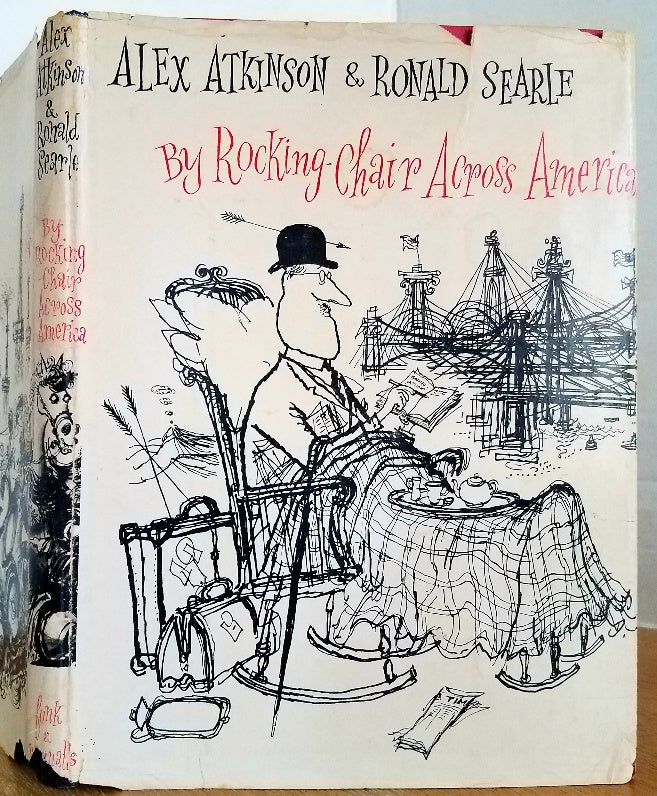 Alex
Atkinson
&
Ronald
Searle
By
Rocking
-Chair
Across
America
funk
&
ALEX ATKINSON & RONALD SEARLE
By Rocking-Chair Across America
TIM